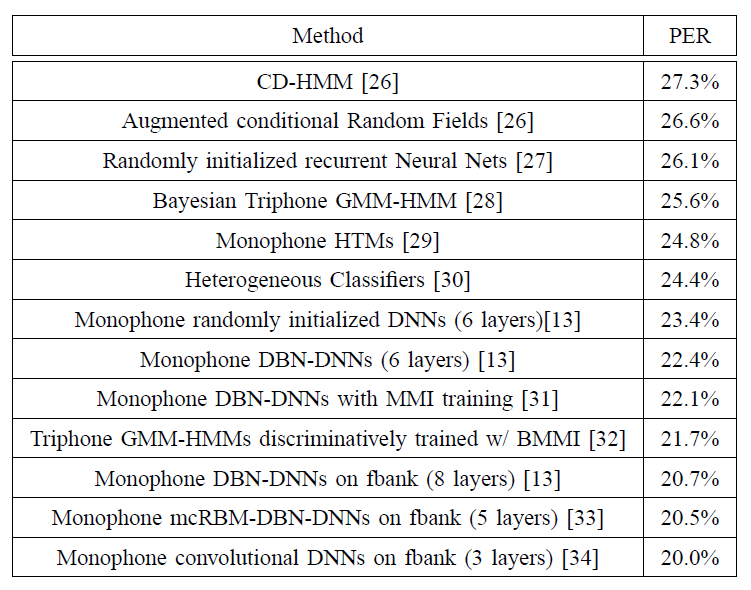 Method PER
CD-HMM [26] 27.3%
Augmented conditional Random Fields [26] 26.6%
Randomly initialized recurrent Neural Nets [27] 26.1%
Bayesian Triphone GMM-HMM [28] 25.6%
Monophone HTMs [29] 24.8%
Heterogeneous Classifiers [30] 24.4%
Monophone randomly initialized DNNs (6 layers)[13] 23.4%
Monophone DBN-DNNs (6 layers) [13] 22.4%
Monophone DBN-DNNs with MMI training [31] 22.1%
Triphone GMM-HMMs discriminatively trained w/ BMMI [32] 21.7%
Monophone DBN-DNNs on fbank (8 layers) [13] 20.7%
Monophone mcRBM-DBN-DNNs on fbank (5 layers) [33] 20.5%
Monophone convolutional DNNs on fbank (3 layers) [34] 20.0%